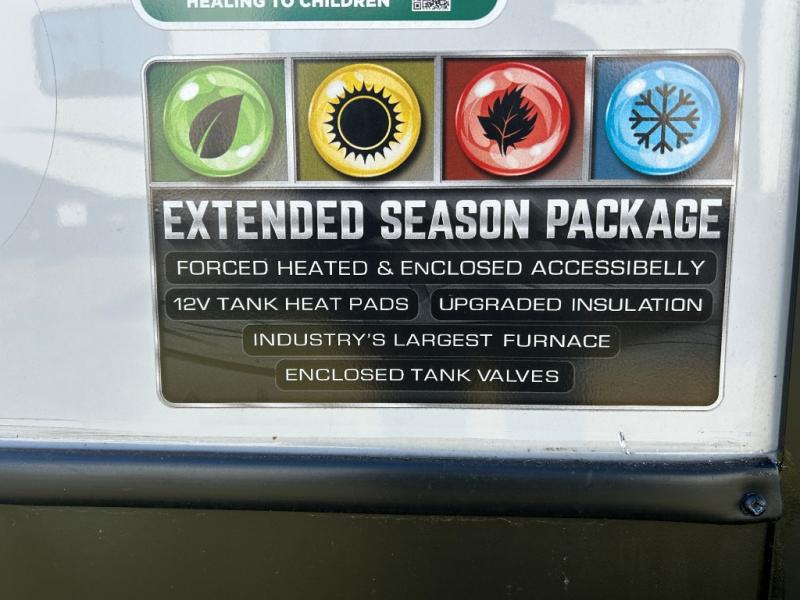 HEALING TO CHILDREN
EXTENDED SEASON PACKAGE
FORCED HEATED & ENCLOSED ACCESSIBELLY
12V TANK HEAT PADS UPGRADED INSULATION
INDUSTRY'S LARGEST FURNACE
ENCLOSED TANK VALVES